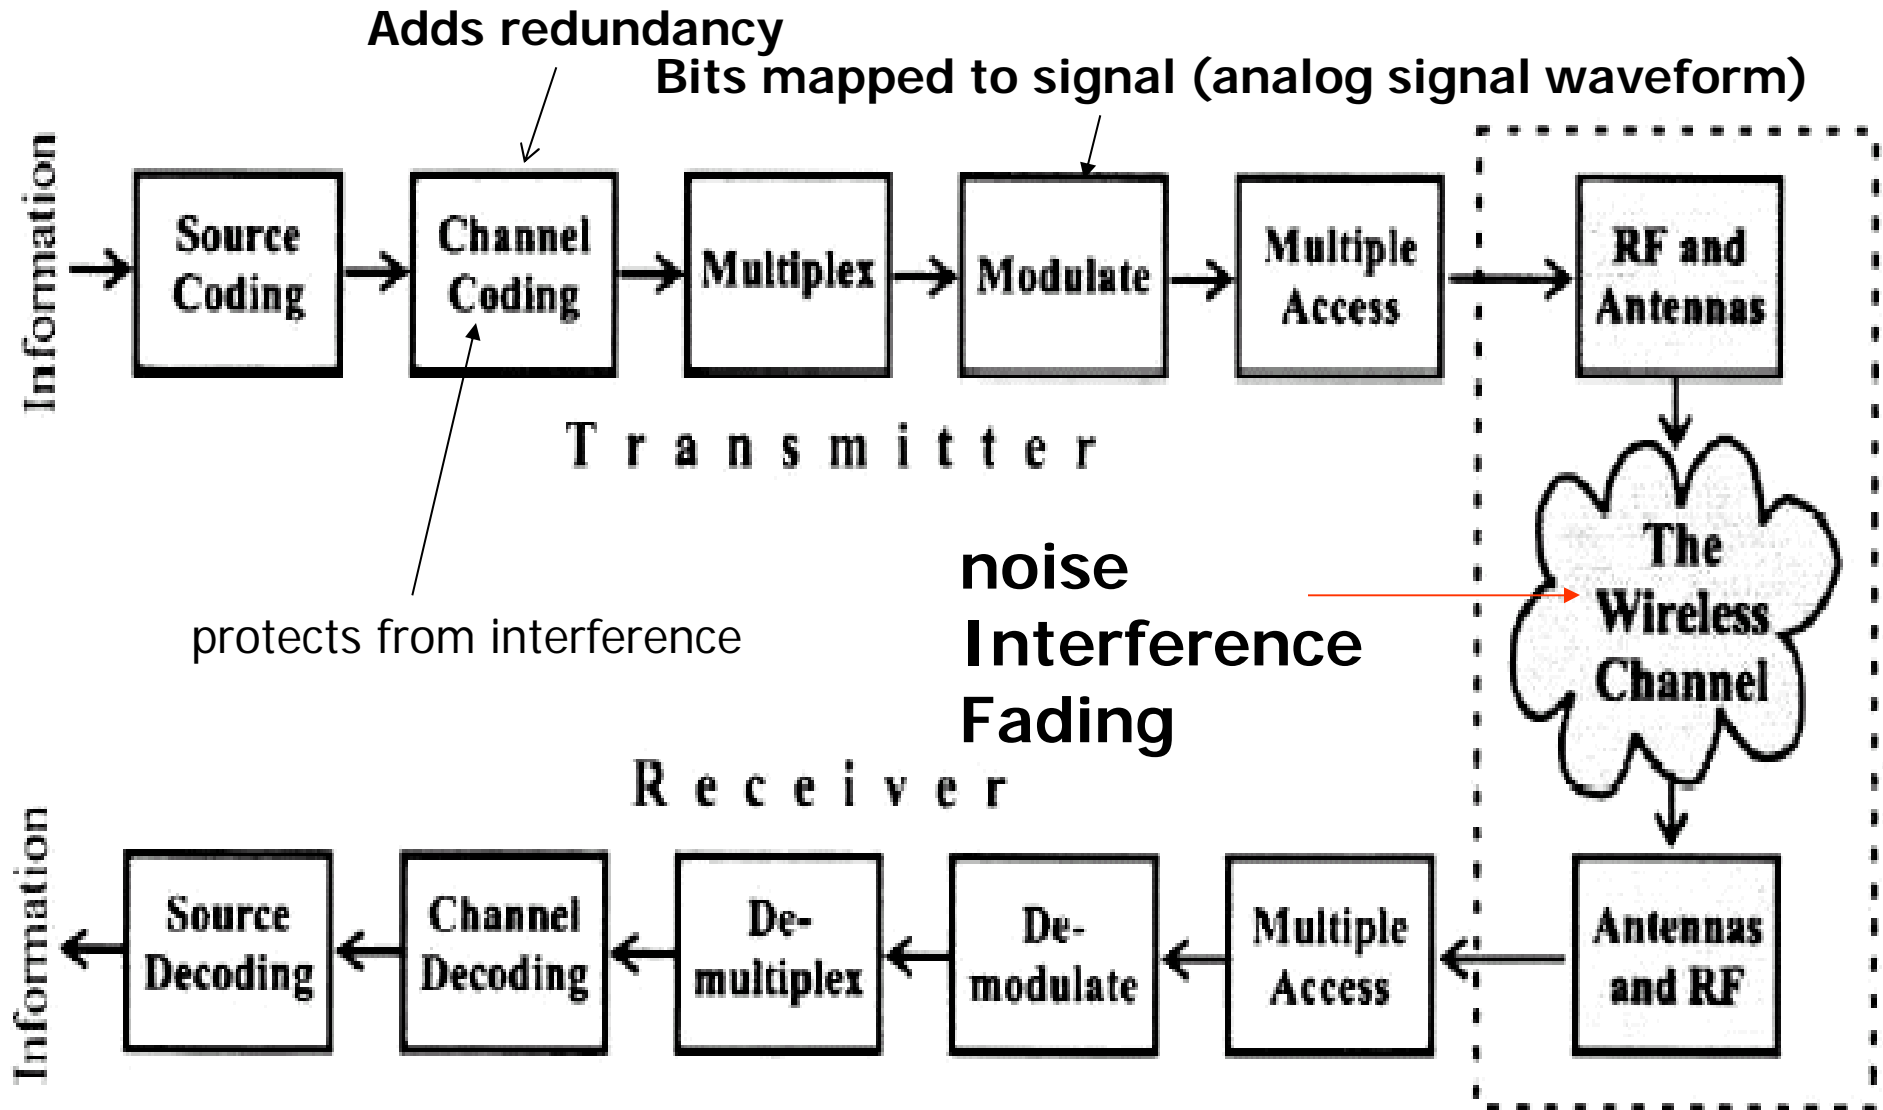 Adds redundancy
Bits mapped to signal (analog signal waveform)
Information
Source
Coding
Channel
Coding
Multiplex
Modulate
Multiple
Access
RF and
Antennas
Transmitter
protects from interference
noise
Interference
Fading
The
Wireless
Channel
Receiver
Information
Source
Decoding
Channel
Decoding
De-
multiplex
De-
modulate
Multiple
Access
Antennas
and RF